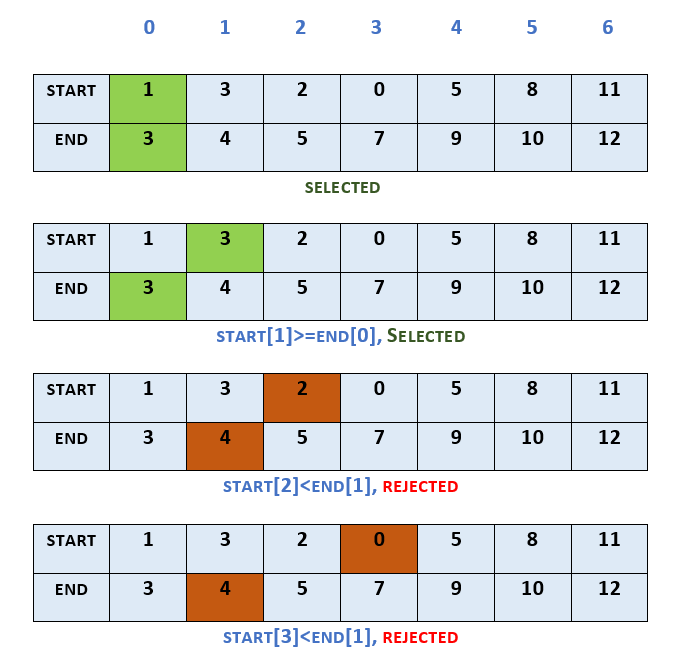 0 1 2 3 4 5 6
START 1 3 2 0 5 8 11
END 3 4 5 7 9 10 12
SELECTED
START 1 3 2 0 5 8 11
END 3 4 5 7 9 10 12
START[1]>=END[0], SELECTED
START 1 3 2 0 5 8 11
END 3 4 5 7 9 10 12
START[2]<END[1], REJECTED
START 1 3 2 0 5 8 11
END 3 4 5 7 9 10 12
START[3]<END[1], REJECTED